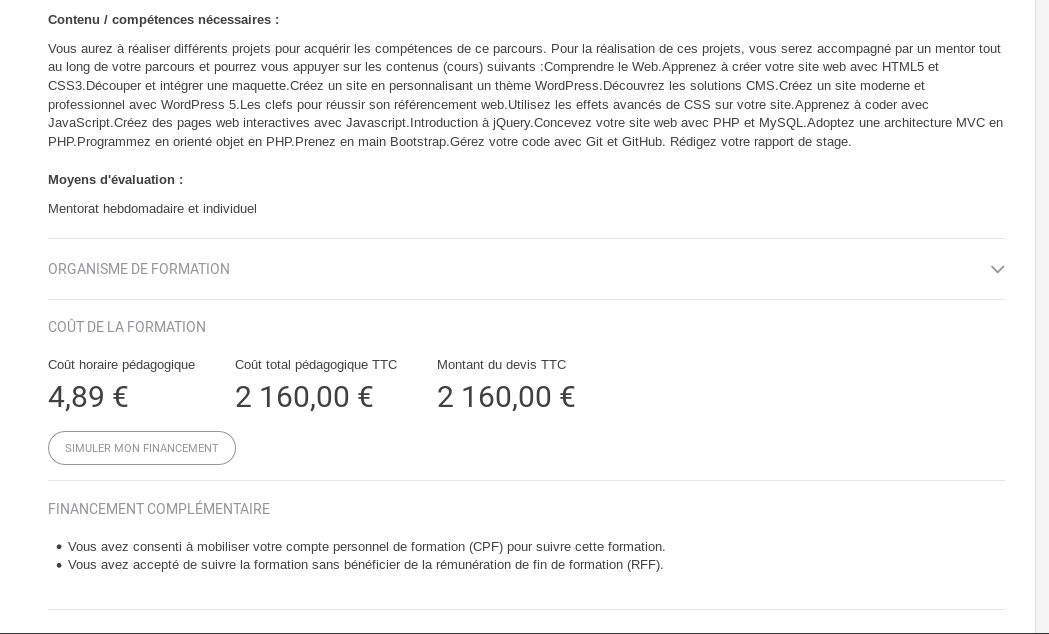 Contenu / compétences nécessaires :
Vous aurez à réaliser différents projets pour acquérir les compétences de ce parcours. Pour la réalisation de ces projets, vous serez accompagné par un mentor tout
au long de votre parcours et pourrez vous appuyer sur les contenus (cours) suivants :Comprendre le Web.Apprenez à créer votre site web avec HTML5 et
CSS3.Découper et intégrer une maquette.Créez un site en personnalisant un thème WordPress.Découvrez les solutions CMS.Créez un site moderne et
professionnel avec WordPress 5.Les clefs pour réussir son référencement web.Utilisez les effets avancés de CSS sur votre site.Apprenez à coder avec
JavaScript.Créez des pages web interactives avec Javascript.Introduction à jQuery.Concevez votre site web avec PHP et MySQL.Adoptez une architecture MVC en
PHP.Programmez en orienté objet en PHP.Prenez en main Bootstrap.Gérez votre code avec Git et GitHub. Rédigez votre rapport de stage.
Moyens d'évaluation :
Mentorat hebdomadaire et individuel
ORGANISME DE FORMATION
COÛT DE LA FORMATION
Coût horaire pédagogique Coût total pédagogique TTC Montant du devis TTC
4,89 € 2 160,00 € 2 160,00 €
SIMULER MON FINANCEMENT
FINANCEMENT COMPLÉMENTAIRE
• Vous avez consenti à mobiliser votre compte personnel de formation (CPF) pour suivre cette formation.
• Vous avez accepté de suivre la formation sans bénéficier de la rémunération de fin de formation (RFF).